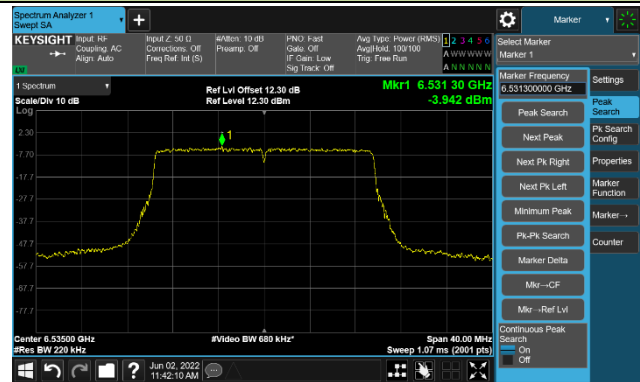 Spectrum Analyzer 1
Swept SA
+
Marker
KEYSIGHT
Input: RF
Coupling: AC
Align: Auto
Input Z: 50 Ω
Corrections: Off
Freq Ref: Int (S)
#Atten: 10 dB
Preamp: Off
PNO: Fast
Gate: Off
IF Gain: Low
Sig Track: Off
Avg Type: Power (RMS)
Avg|Hold: 100/100
Trig: Free Run
1 2 3 4 5 6
A W W W W W
A N N N N N
Select Marker
Marker 1
1 Spectrum
Scale/Div 10 dB
Log
Ref Lvl Offset 12.30 dB
Ref Level 12.30 dBm
Mkr1 6.531 30 GHz
-3.942 dBm
1
2.30
-7.70
-17.7
-27.7
-37.7
-47.7
-57.7
-67.7
-77.7
Center 6.53500 GHz
#Res BW 220 kHz
#Video BW 680 kHz*
Span 40.00 MHz
Sweep 1.07 ms (2001 pts)
Marker Frequency
6.531300000 GHz
Peak Search
Next Peak
Next Pk Right
Next Pk Left
Minimum Peak
Pk-Pk Search
Marker Delta
Mkr→CF
Mkr→Ref Lvl
Continuous Peak
Search
On
Off
Settings
Peak
Search
Pk Search
Config
Properties
Marker
Function
Marker→
Counter
?
Jun 02, 2022
11:42:10 AM